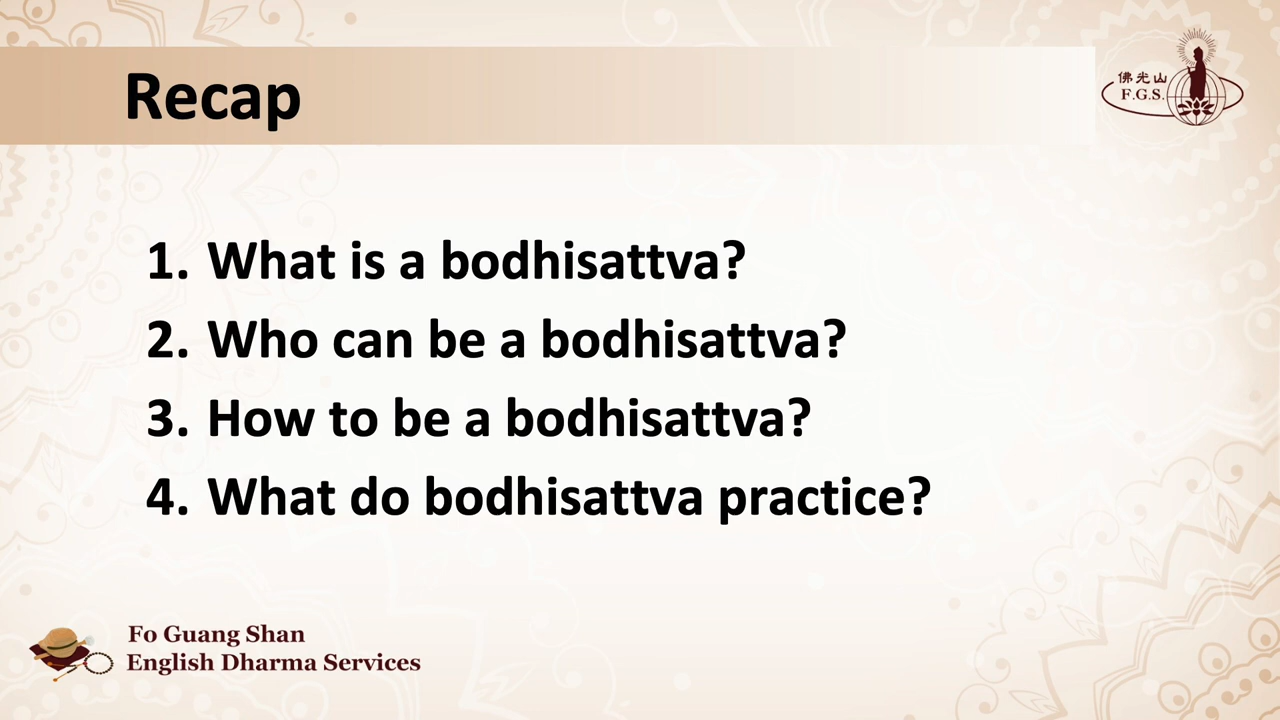 Recap
佛光山
F.G.S.
1. What is a bodhisattva?
2. Who can be a bodhisattva?
3. How to be a bodhisattva?
4. What do bodhisattva practice?
Fo Guang Shan
English Dharma Services